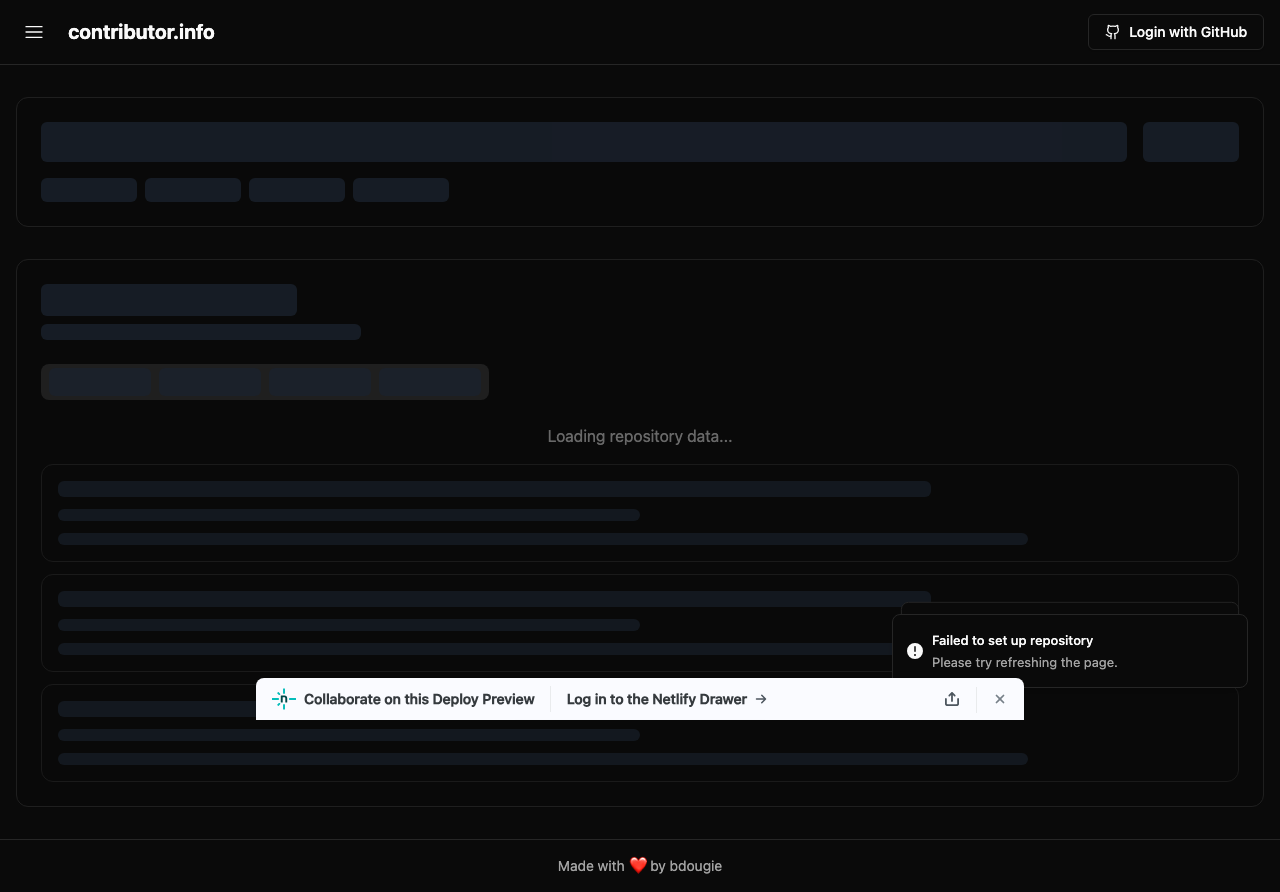 contributor.info
Login with GitHub
Loading repository data...
Failed to set up repository
Please try refreshing the page.
Collaborate on this Deploy Preview
Log in to the Netlify Drawer →
Made with ❤️ by bdougie